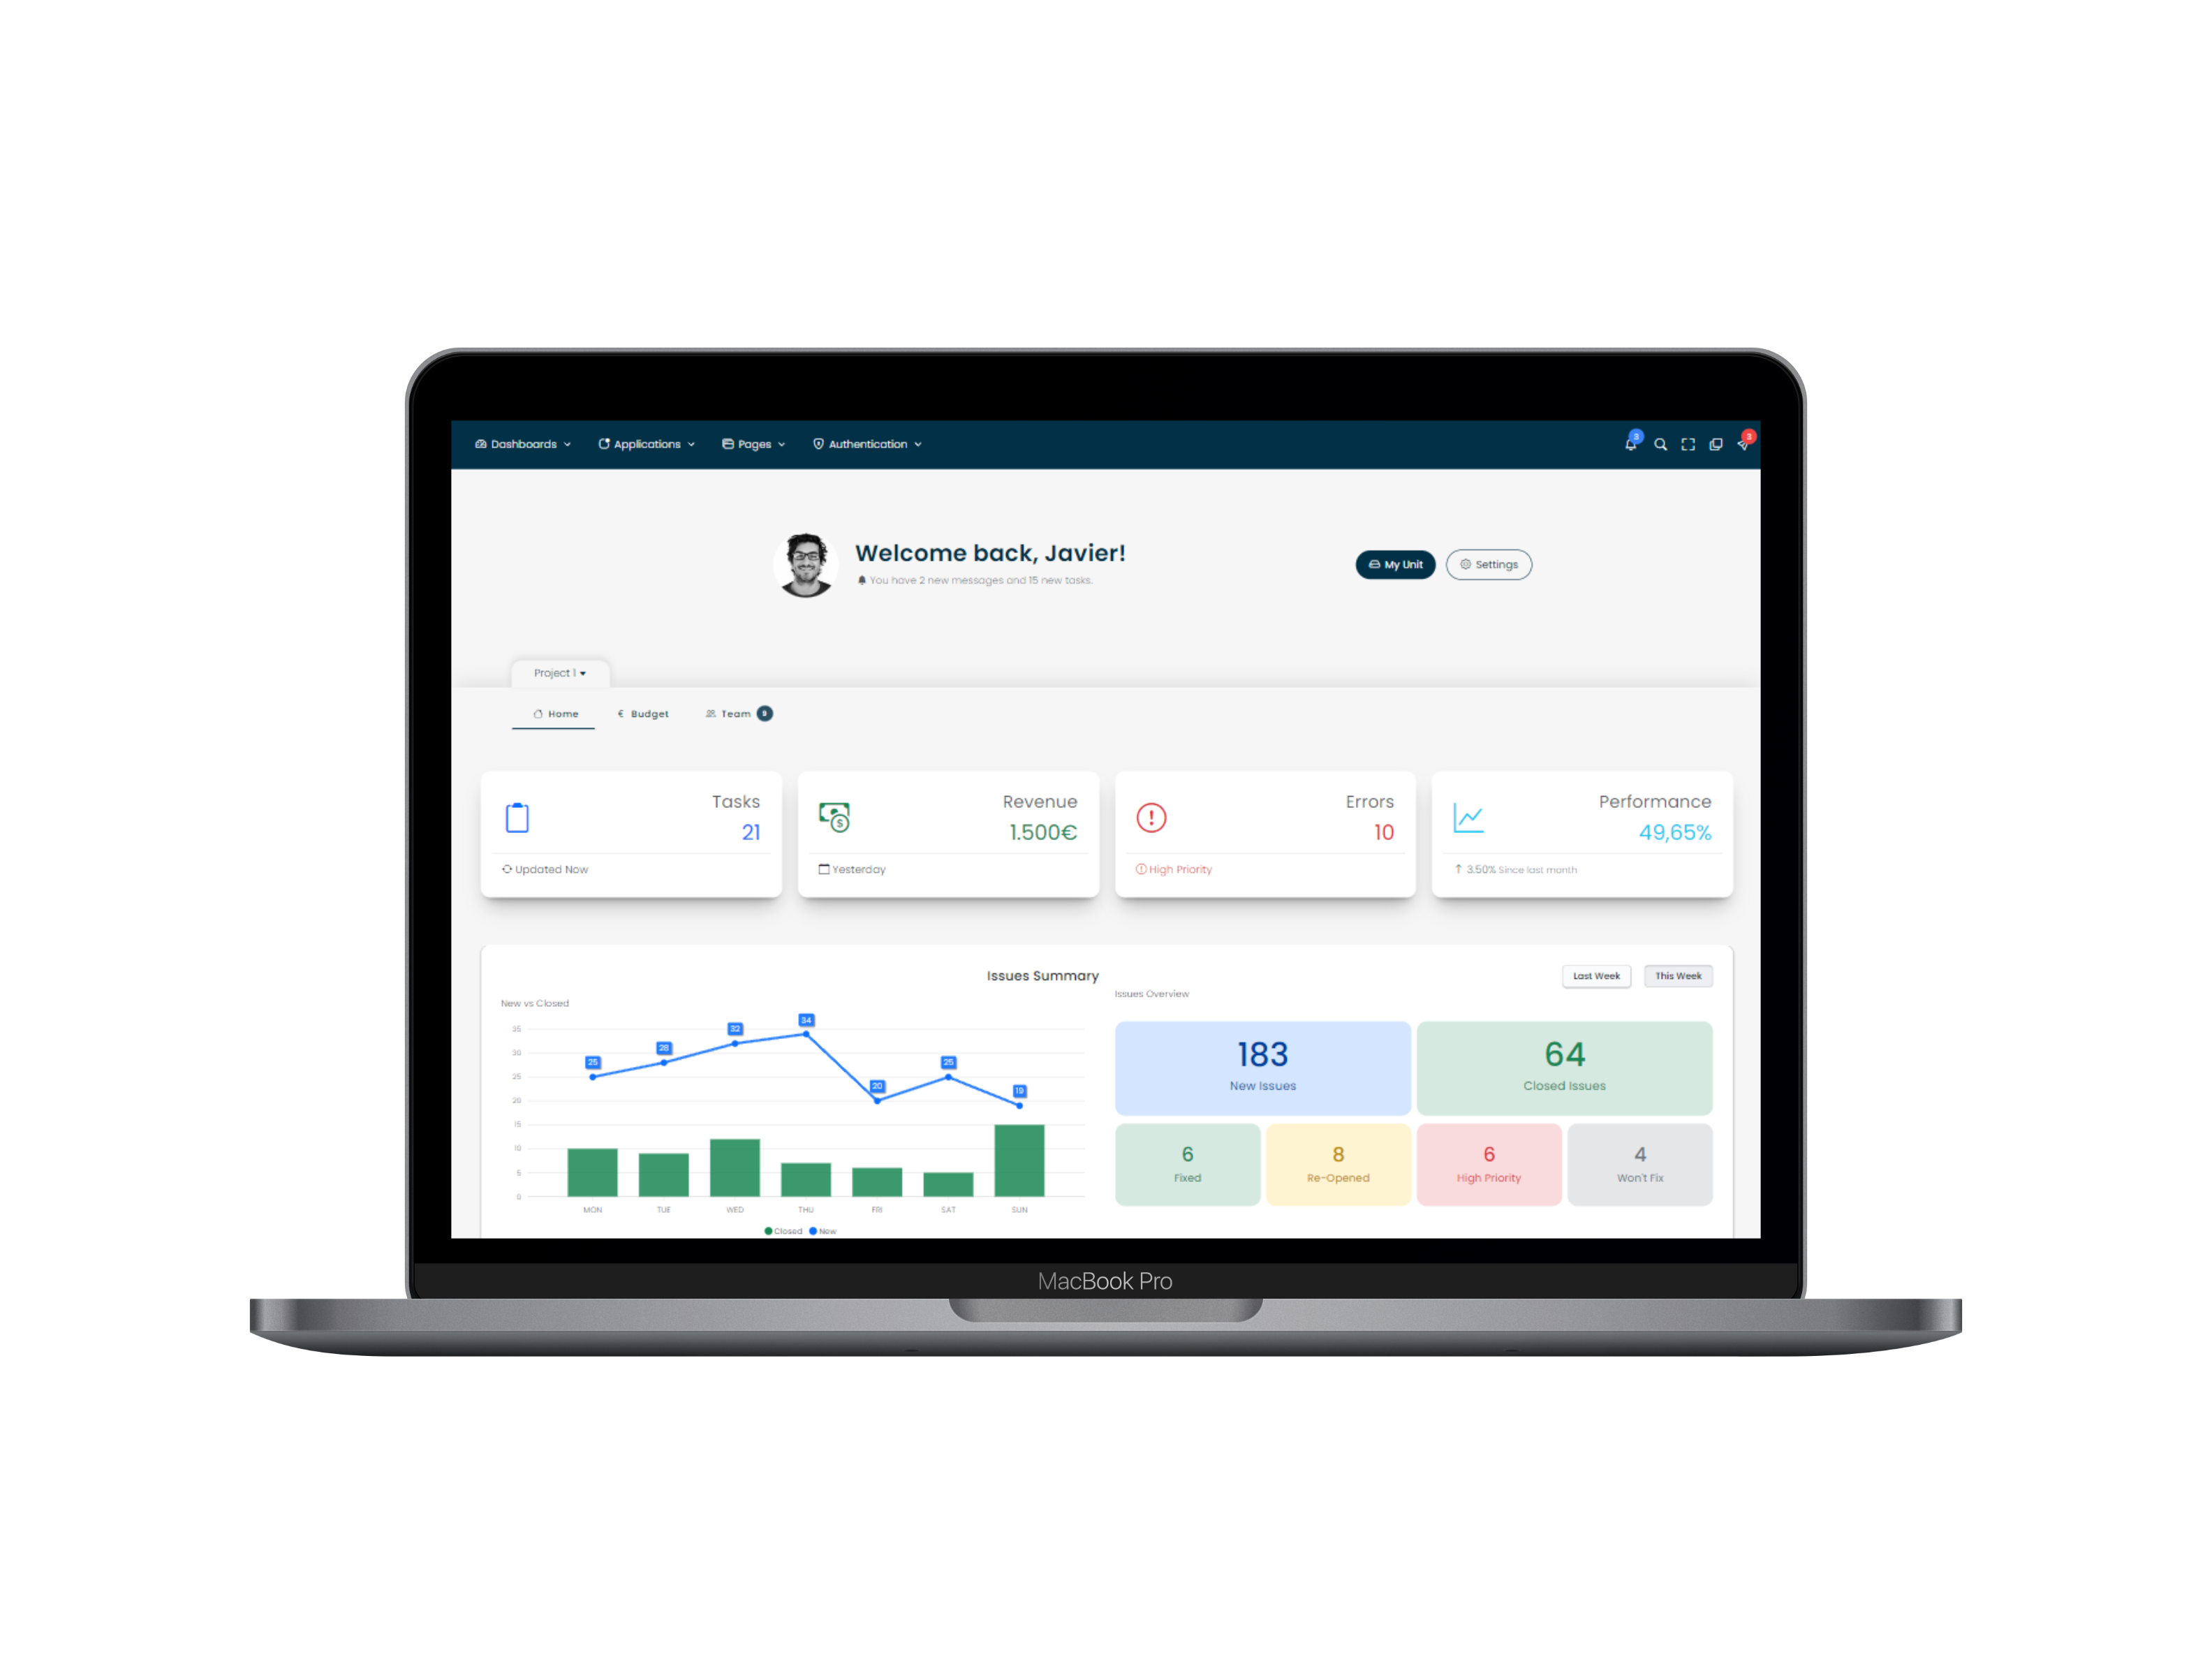 Dashboards Applications Pages Authentication 3 3
Welcome back, Javier!
You have 2 new messages and 15 new tasks.
My Unit Settings
Project 1
Home € Budget Team 9
Tasks
21
Updated Now
Revenue
1.500€
Yesterday
Errors
10
High Priority
Performance
49,65%
↑ 3.50% Since last month
Issues Summary
Last Week This Week
New vs Closed
35
30
25
20
15
10
5
0
25 28 32 34 20 25 19
MON TUE WED THU FRI SAT SUN
Closed New
Issues Overview
183
New Issues
64
Closed Issues
6
Fixed
8
Re-Opened
6
High Priority
4
Won't Fix
MacBook Pro